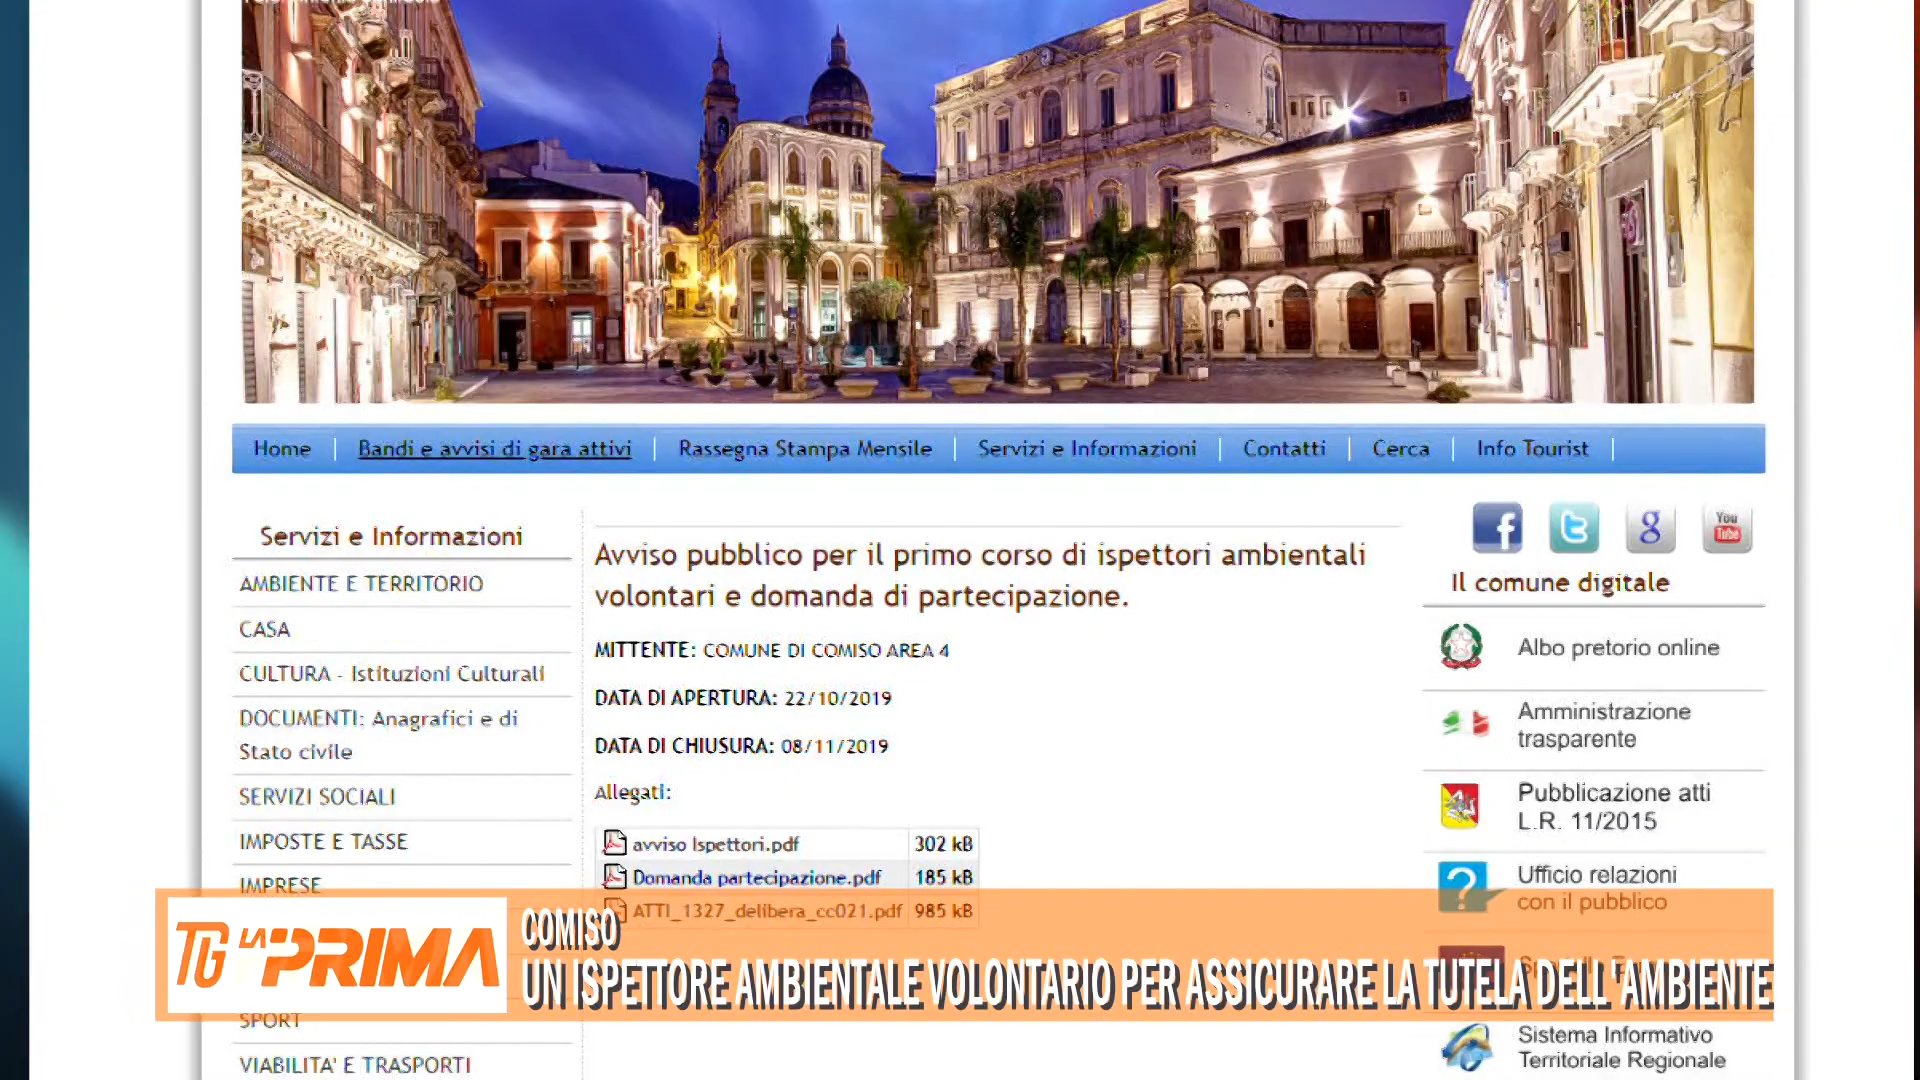 Home
Bandi e avvisi di gara attivi
Rassegna Stampa Mensile
Servizi e Informazioni
Contatti
Cerca
Info Tourist
Servizi e Informazioni
AMBIENTE E TERRITORIO
CASA
CULTURA - Istituzioni Culturali
DOCUMENTI: Anagrafici e di
Stato civile
SERVIZI SOCIALI
IMPOSTE E TASSE
IMPRESE
SPORT
VIABILITA' E TRASPORTI
Avviso pubblico per il primo corso di ispettori ambientali
volontari e domanda di partecipazione.
MITTENTE: COMUNE DI COMISO AREA 4
DATA DI APERTURA: 22/10/2019
DATA DI CHIUSURA: 08/11/2019
Allegati:
avviso Ispettori.pdf 302 kB
Domanda partecipazione.pdf 185 kB
ATTI_1327_delibera_cc021.pdf 985 kB
f
t
g
You
Tube
Il comune digitale
Albo pretorio online
Amministrazione
trasparente
Pubblicazione atti
L.R. 11/2015
?
Ufficio relazioni
con il pubblico
Sistema Informativo
Territoriale Regionale
TG LA PRIMA
COMISO
UN ISPETTORE AMBIENTALE VOLONTARIO PER ASSICURARE LA TUTELA DELL'AMBIENTE